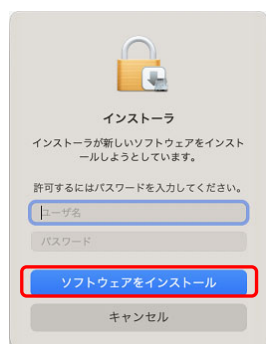 インストーラ
インストーラが新しいソフトウェアをインスト
ールしようとしています。
許可するにはパスワードを入力してください。
ユーザ名
パスワード
ソフトウェアをインストール
キャンセル